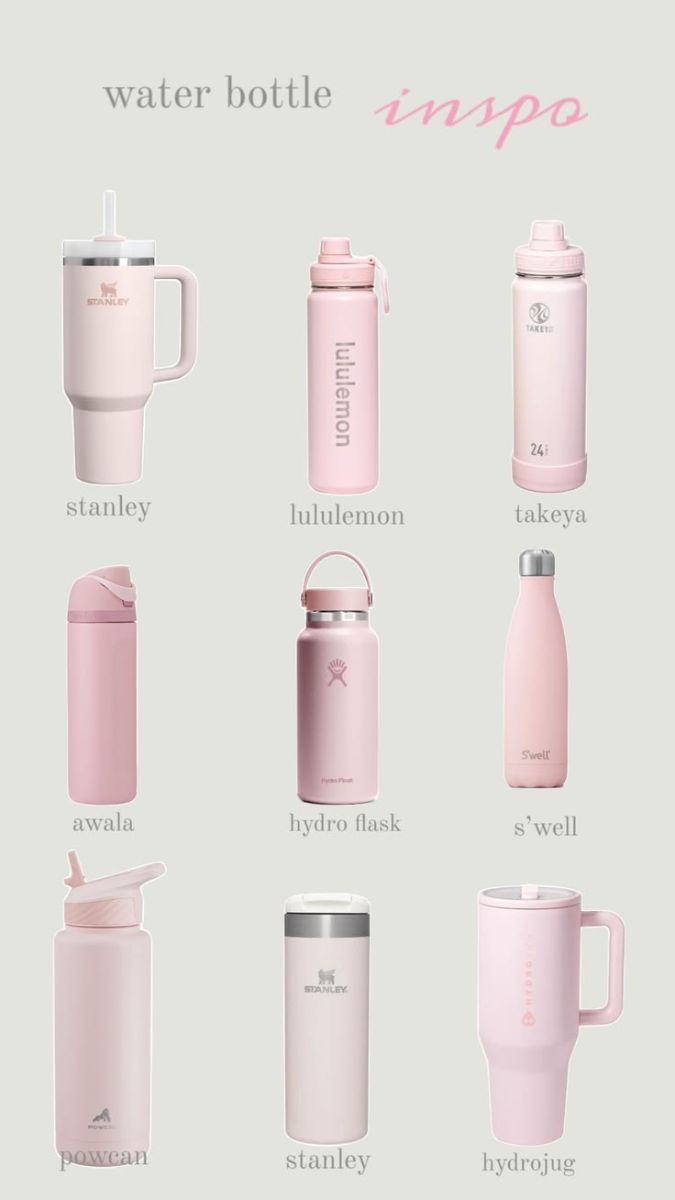 water bottle inspo
STANLEY
lululemon
TAKEYA
24
stanley
lululemon
takeya
Hydro Flask
S'well
awala
hydro flask
s'well
STANLEY
HYDROJUG
POWCAN
powcan
stanley
hydrojug